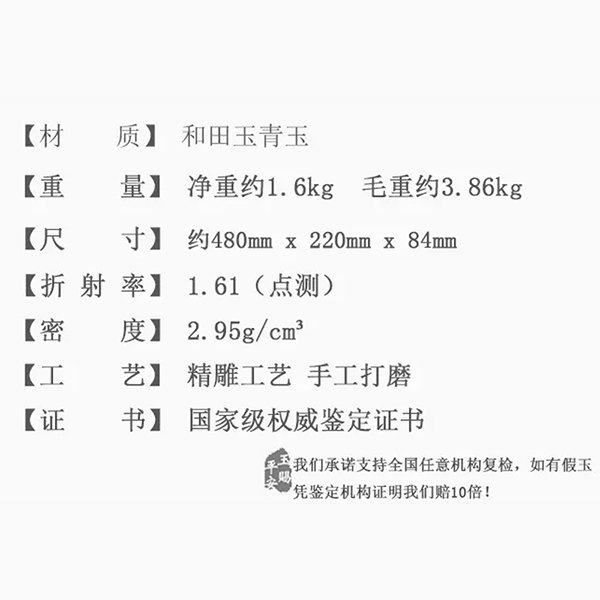 【材 质】 和田玉青玉
【重 量】 净重约1.6kg 毛重约3.86kg
【尺 寸】 约480mm x 220mm x 84mm
【折 射 率】 1.61（点测）
【密 度】 2.95g/cm³
【工 艺】 精雕工艺 手工打磨
【证 书】 国家级权威鉴定证书
玉赐平安
我们承诺支持全国任意机构复检，如有假玉
凭鉴定机构证明我们赔10倍！